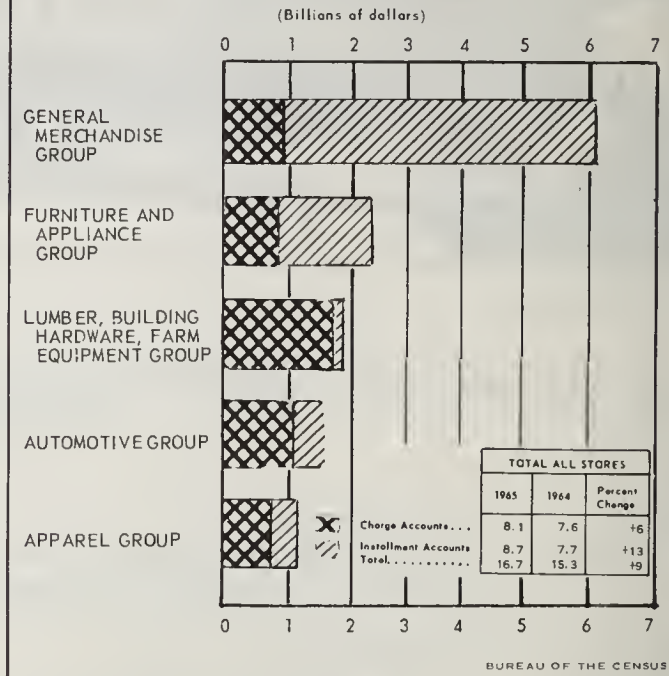 (Billions of dollars)
0 1 2 3 4 5 6 7
GENERAL
MERCHANDISE
GROUP
FURNITURE AND
APPLIANCE
GROUP
LUMBER, BUILDING
HARDWARE, FARM
EQUIPMENT GROUP
AUTOMOTIVE GROUP
APPAREL GROUP
Charge Accounts...
Installment Accounts
Total...........
TOTAL ALL STORES
1965 1964 Percent
Change
8.1 7.6 +6
8.7 7.7 +13
16.7 15.3 +9
0 1 2 3 4 5 6 7
BUREAU OF THE CENSUS